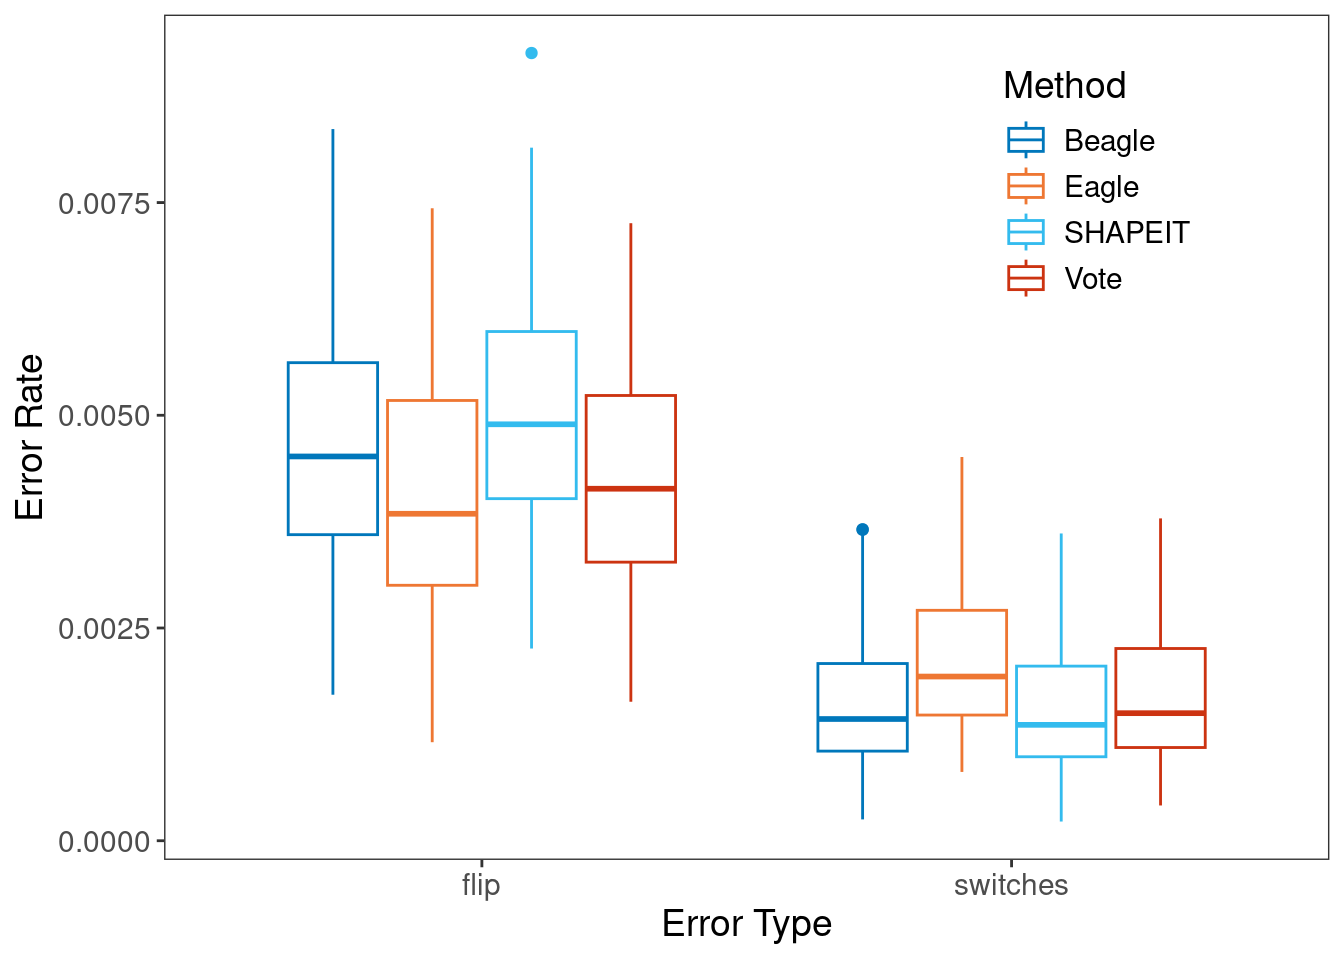 Method
Beagle
Eagle
SHAPEIT
Vote
Error Rate
0.0075
0.0050
0.0025
0.0000
flip
switches
Error Type